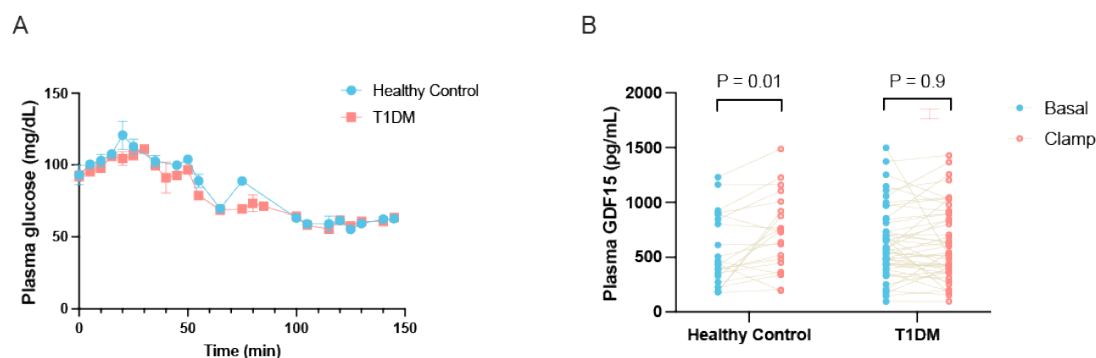 A
Plasma glucose (mg/dL)
150
100
50
0
0
50
100
150
Time (min)
Healthy Control
T1DM
B
Plasma GDF15 (pg/mL)
2000
1500
1000
500
0
P = 0.01
P = 0.9
Healthy Control
T1DM
Basal
Clamp